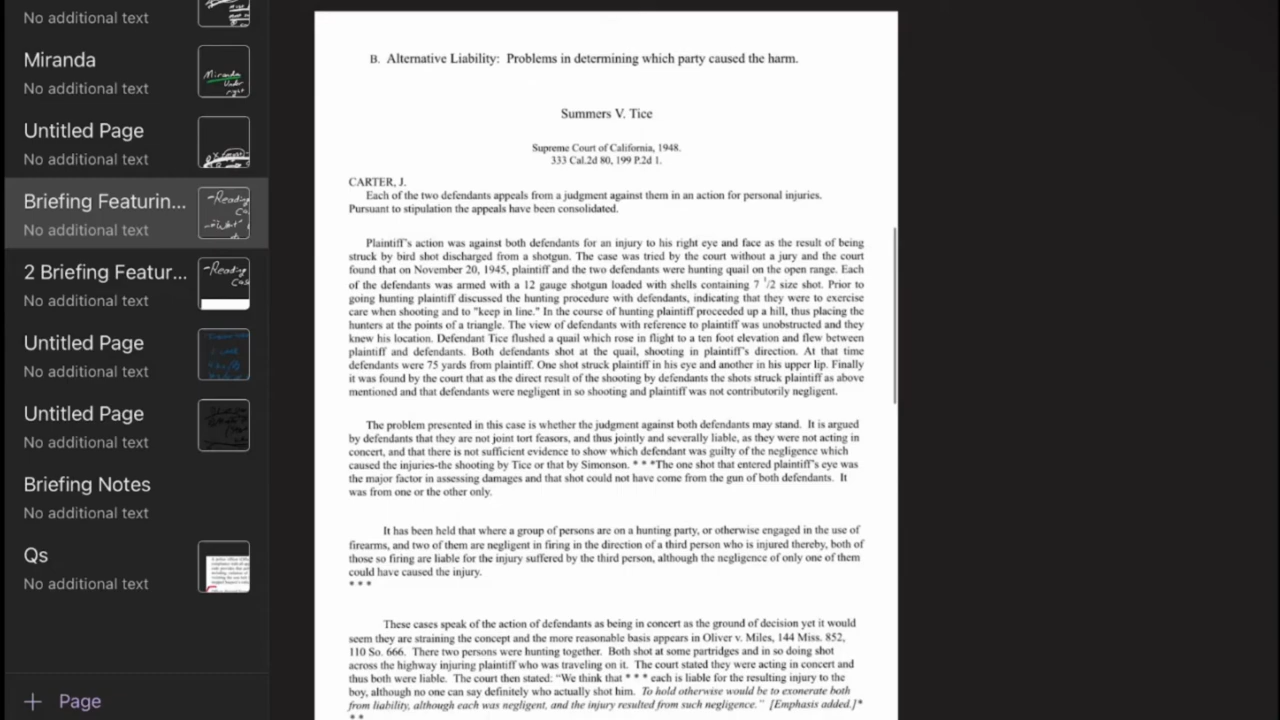 No additional text
Miranda
No additional text
Miranda
Under
right
Untitled Page
No additional text
Briefing Featurin...
No additional text
-Reading
2 Briefing Featur...
No additional text
-Reading
Untitled Page
No additional text
Untitled Page
No additional text
Briefing Notes
No additional text
Qs
No additional text
+ Page
B. Alternative Liability: Problems in determining which party caused the harm.
Summers V. Tice
Supreme Court of California, 1948.
333 Cal.2d 80, 199 P.2d 1.
CARTER, J.
Each of the two defendants appeals from a judgment against them in an action for personal injuries.
Pursuant to stipulation the appeals have been consolidated.
Plaintiff's action was against both defendants for an injury to his right eye and face as the result of being
struck by bird shot discharged from a shotgun. The case was tried by the court without a jury and the court
found that on November 20, 1945, plaintiff and the two defendants were hunting quail on the open range. Each
of the defendants was armed with a 12 gauge shotgun loaded with shells containing 7 1/2 size shot. Prior to
going hunting plaintiff discussed the hunting procedure with defendants, indicating that they were to exercise
care when shooting and to "keep in line." In the course of hunting plaintiff proceeded up a hill, thus placing the
hunters at the points of a triangle. The view of defendants with reference to plaintiff was unobstructed and they
knew his location. Defendant Tice flushed a quail which rose in flight to a ten foot elevation and flew between
plaintiff and defendants. Both defendants shot at the quail, shooting in plaintiff's direction. At that time
defendants were 75 yards from plaintiff. One shot struck plaintiff in his eye and another in his upper lip. Finally
it was found by the court that as the direct result of the shooting by defendants the shots struck plaintiff as above
mentioned and that defendants were negligent in so shooting and plaintiff was not contributorily negligent.
The problem presented in this case is whether the judgment against both defendants may stand. It is argued
by defendants that they are not joint tort feasors, and thus jointly and severally liable, as they were not acting in
concert, and that there is not sufficient evidence to show which defendant was guilty of the negligence which
caused the injuries-the shooting by Tice or that by Simonson. * * *The one shot that entered plaintiff's eye was
the major factor in assessing damages and that shot could not have come from the gun of both defendants. It
was from one or the other only.
It has been held that where a group of persons are on a hunting party, or otherwise engaged in the use of
firearms, and two of them are negligent in firing in the direction of a third person who is injured thereby, both of
those so firing are liable for the injury suffered by the third person, although the negligence of only one of them
could have caused the injury.
* * *
These cases speak of the action of defendants as being in concert as the ground of decision yet it would
seem they are straining the concept and the more reasonable basis appears in Oliver v. Miles, 144 Miss. 852,
110 So. 666. There two persons were hunting together. Both shot at some partridges and in so doing shot
across the highway injuring plaintiff who was traveling on it. The court stated they were acting in concert and
thus both were liable. The court then stated: "We think that * * * each is liable for the resulting injury to the
boy, although no one can say definitely who actually shot him. To hold otherwise would be to exonerate both
from liability, although each was negligent, and the injury resulted from such negligence." [Emphasis added.]*
* *